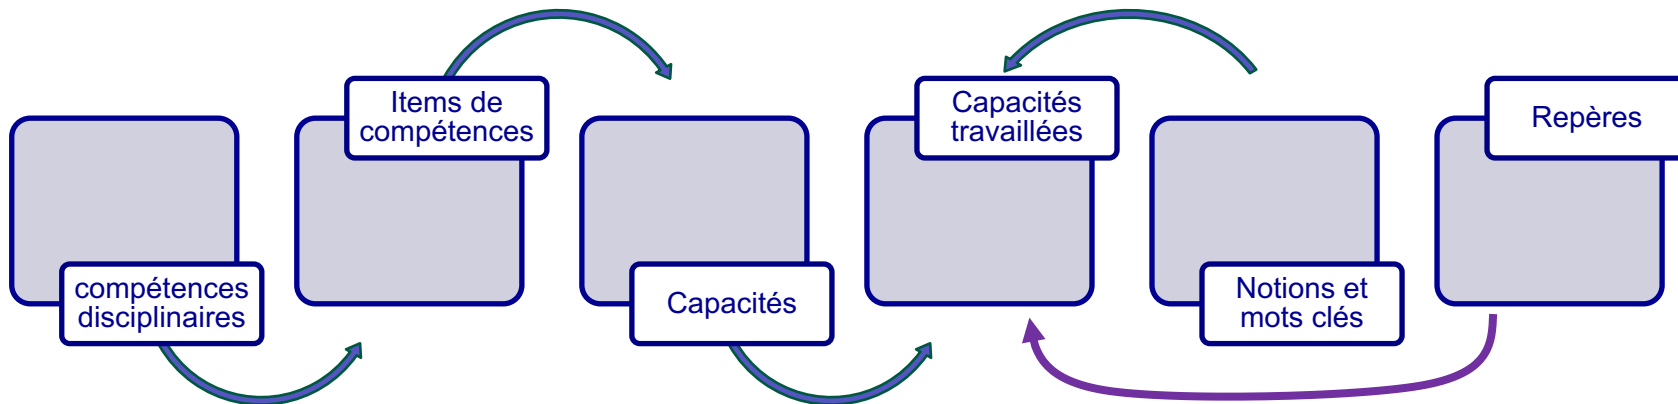 compétences
disciplinaires
Items de
compétences
Capacités
Capacités
travaillées
Notions et
mots clés
Repères